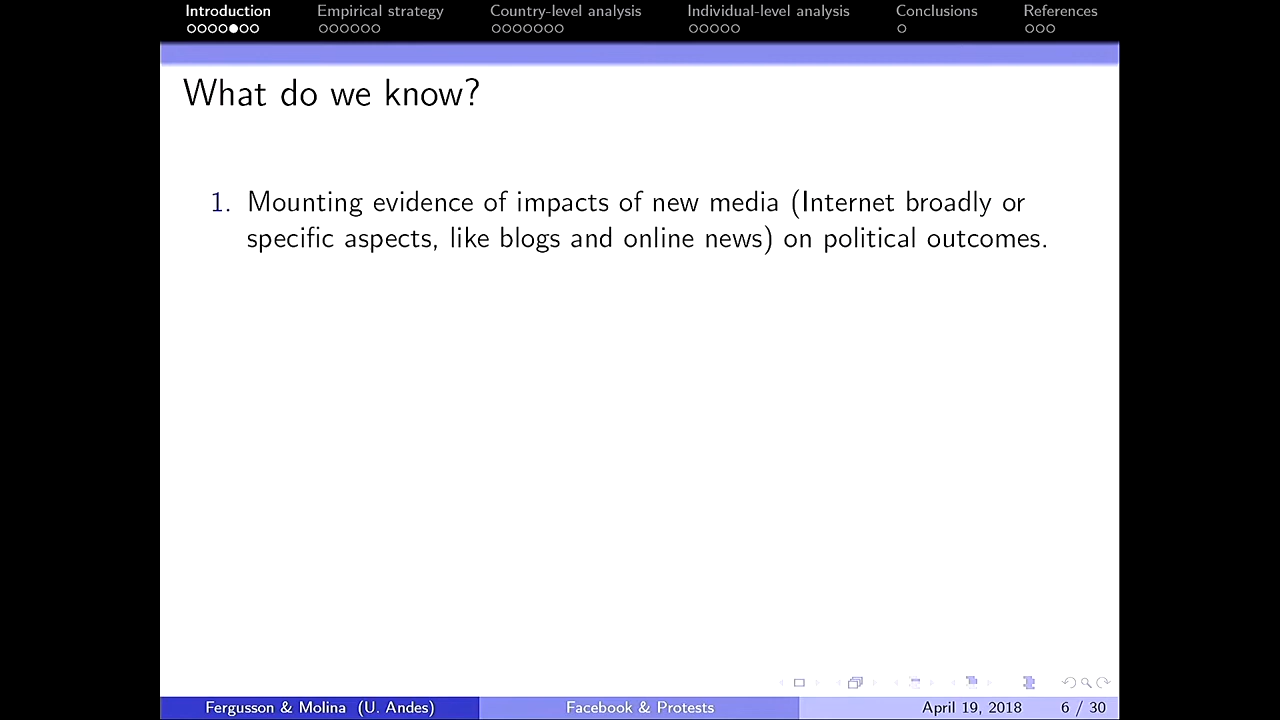 Introduction Empirical strategy Country-level analysis Individual-level analysis Conclusions References
What do we know?
1. Mounting evidence of impacts of new media (Internet broadly or
specific aspects, like blogs and online news) on political outcomes.
Fergusson & Molina (U. Andes) Facebook & Protests April 19, 2018 6 / 30